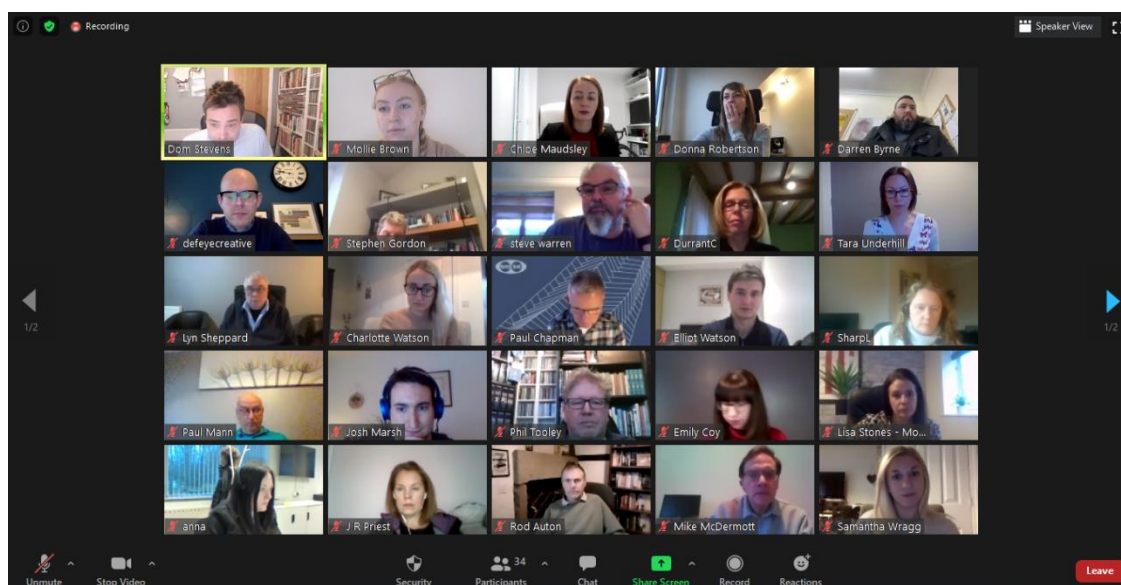 Recording
Speaker View
Dom Stevens
Mollie Brown
Chloe Maudsley
Donna Robertson
Darren Byrne
defeyecreative
Stephen Gordon
steve warren
DurrantC
Tara Underhill
Lyn Sheppard
Charlotte Watson
Paul Chapman
Elliot Watson
SharpL
1/2
1/2
Paul Mann
Josh Marsh
Phil Tooley
Emily Coy
Lisa Stones - Mo...
anna
J R Priest
Rod Auton
Mike McDermott
Samantha Wragg
Unmute
Stop Video
Security
34
Participants
Chat
Share Screen
Record
Reactions
Leave